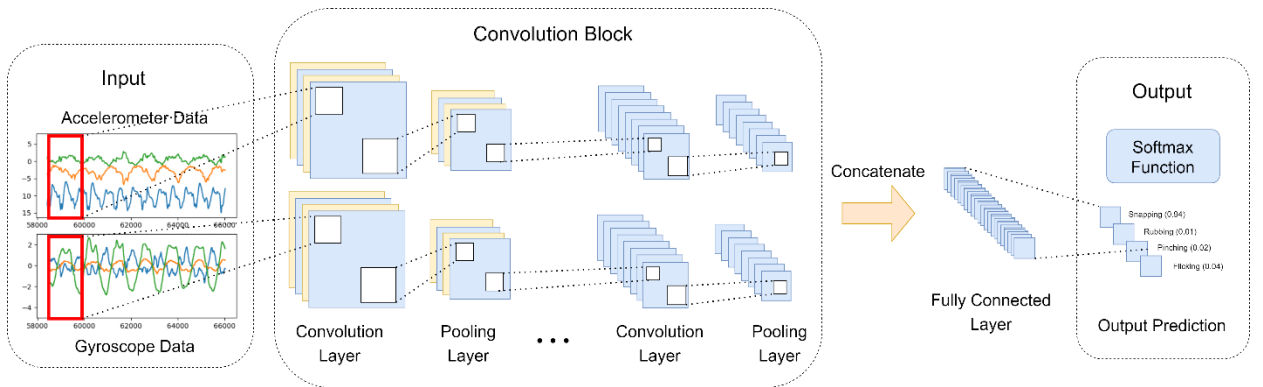 Input
Accelerometer Data
5
0
5
10
15
58000 60000 62000 64000 66000
2
0
−2
−4
58000 60000 62000 64000 66000
Gyroscope Data
Convolution Block
Convolution
Layer
Pooling
Layer
...
Convolution
Layer
Pooling
Layer
Concatenate
Fully Connected
Layer
Output
Softmax
Function
Snapping (0.94)
Rubbing (0.01)
Pinching (0.02)
Flicking (0.04)
Output Prediction